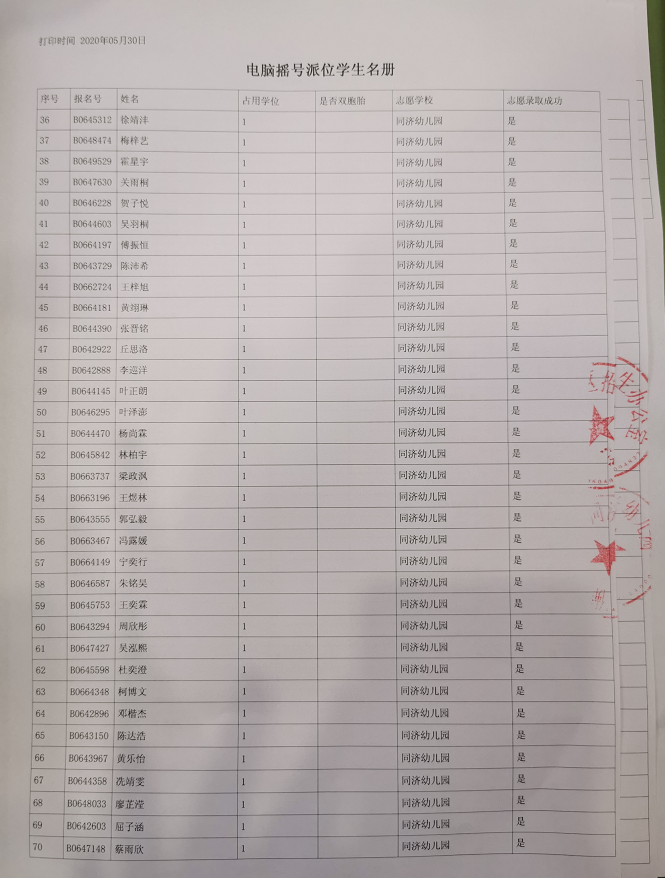 打印时间 2020年05月30日
电脑摇号派位学生名册
序号 报名号 姓名 占用学位 是否双胞胎 志愿学校 志愿录取成功
36 B0645312 徐靖沣 1 同济幼儿园 是
37 B0648474 梅梓艺 1 同济幼儿园 是
38 B0649529 霍星宇 1 同济幼儿园 是
39 B0647630 关雨桐 1 同济幼儿园 是
40 B0646228 贺子悦 1 同济幼儿园 是
41 B0644603 吴羽桐 1 同济幼儿园 是
42 B0664197 傅振恒 1 同济幼儿园 是
43 B0643729 陈沛希 1 同济幼儿园 是
44 B0662724 王梓旭 1 同济幼儿园 是
45 B0664181 黄翊琳 1 同济幼儿园 是
46 B0644390 张晋铭 1 同济幼儿园 是
47 B0642922 丘思洛 1 同济幼儿园 是
48 B0642888 李巡洋 1 同济幼儿园 是
49 B0644145 叶正朗 1 同济幼儿园 是
50 B0646295 叶泽澎 1 同济幼儿园 是
51 B0644470 杨尚霖 1 同济幼儿园 是
52 B0645842 林柏宇 1 同济幼儿园 是
53 B0663737 梁政沨 1 同济幼儿园 是
54 B0663196 王煜林 1 同济幼儿园 是
55 B0643555 郭弘毅 1 同济幼儿园 是
56 B0663467 冯露媛 1 同济幼儿园 是
57 B0664149 宁奕行 1 同济幼儿园 是
58 B0646587 朱铭昊 1 同济幼儿园 是
59 B0645753 王奕霖 1 同济幼儿园 是
60 B0643294 周欣彤 1 同济幼儿园 是
61 B0647427 吴泓熙 1 同济幼儿园 是
62 B0645598 杜奕澄 1 同济幼儿园 是
63 B0664348 柯博文 1 同济幼儿园 是
64 B0642896 邓楷杰 1 同济幼儿园 是
65 B0643150 陈达浩 1 同济幼儿园 是
66 B0643967 黄乐怡 1 同济幼儿园 是
67 B0644358 冼靖雯 1 同济幼儿园 是
68 B0648033 廖芷滢 1 同济幼儿园 是
69 B0642603 屈子涵 1 同济幼儿园 是
70 B0647148 蔡雨欣 1 同济幼儿园 是
招生办公室
同济幼儿园